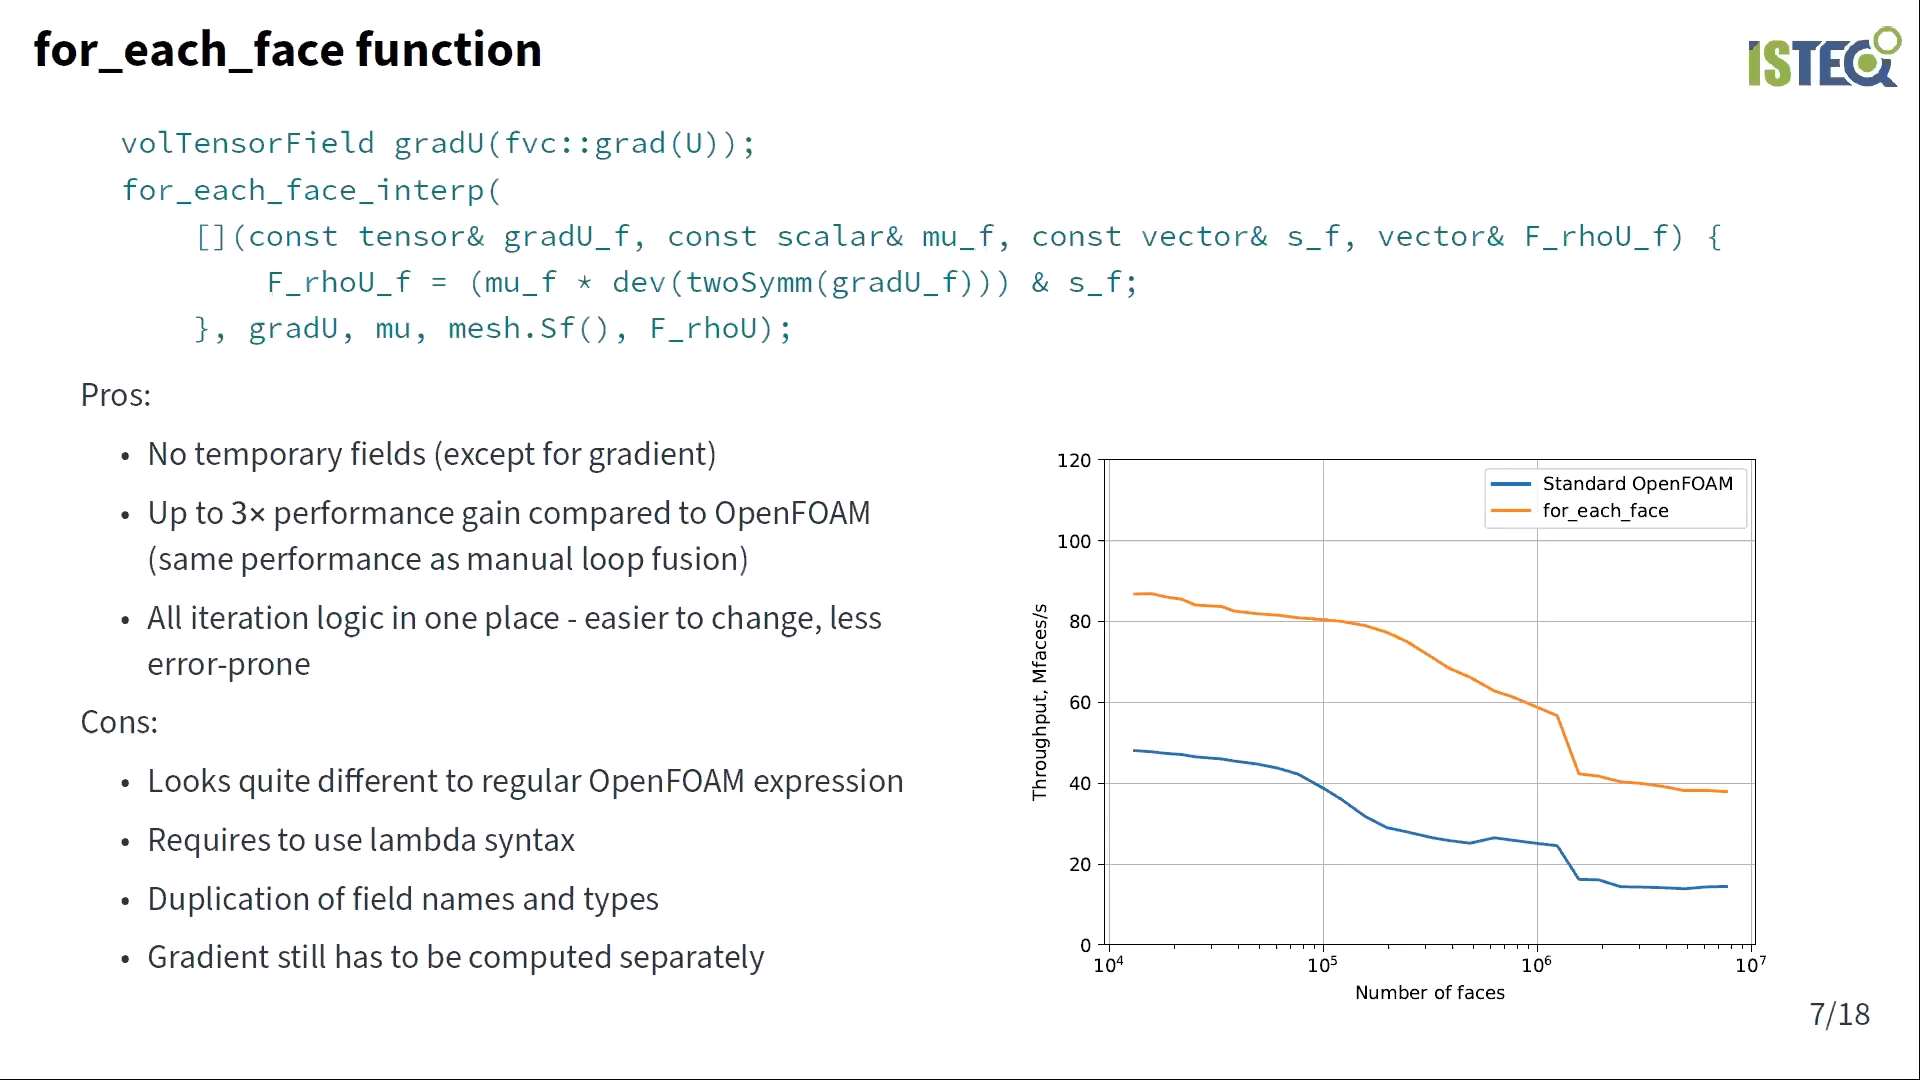 for_each_face function
ISTEQ
volTensorField gradU(fvc::grad(U));
for_each_face_interp(
[](const tensor& gradU_f, const scalar& mu_f, const vector& s_f, vector& F_rhoU_f) {
F_rhoU_f = (mu_f * dev(twoSymm(gradU_f))) & s_f;
}, gradU, mu, mesh.Sf(), F_rhoU);
Pros:
• No temporary fields (except for gradient)
• Up to 3× performance gain compared to OpenFOAM
(same performance as manual loop fusion)
• All iteration logic in one place - easier to change, less
error-prone
Cons:
• Looks quite different to regular OpenFOAM expression
• Requires to use lambda syntax
• Duplication of field names and types
• Gradient still has to be computed separately
120
100
80
60
40
20
0
Throughput, Mfaces/s
Standard OpenFOAM
for_each_face
10⁴ 10⁵ 10⁶ 10⁷
Number of faces
7/18